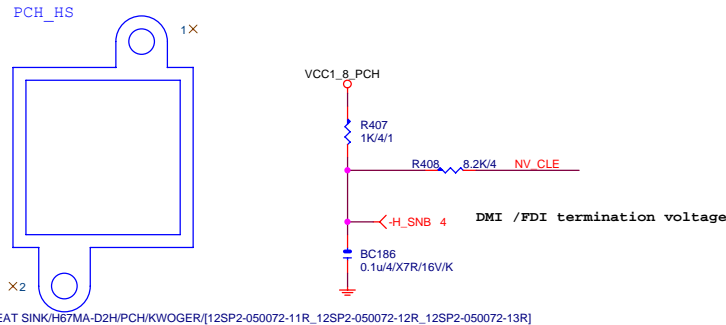 PCH_HS
1
VCC1_8_PCH
R407
1K/4/1
R408 8.2K/4 NV_CLE
-H_SNB 4 DMI /FDI termination voltage
BC186
0.1u/4/X7R/16V/K
2
EAT SINK/H67MA-D2H/PCH/KWOGER/[12SP2-050072-11R_12SP2-050072-12R_12SP2-050072-13R]